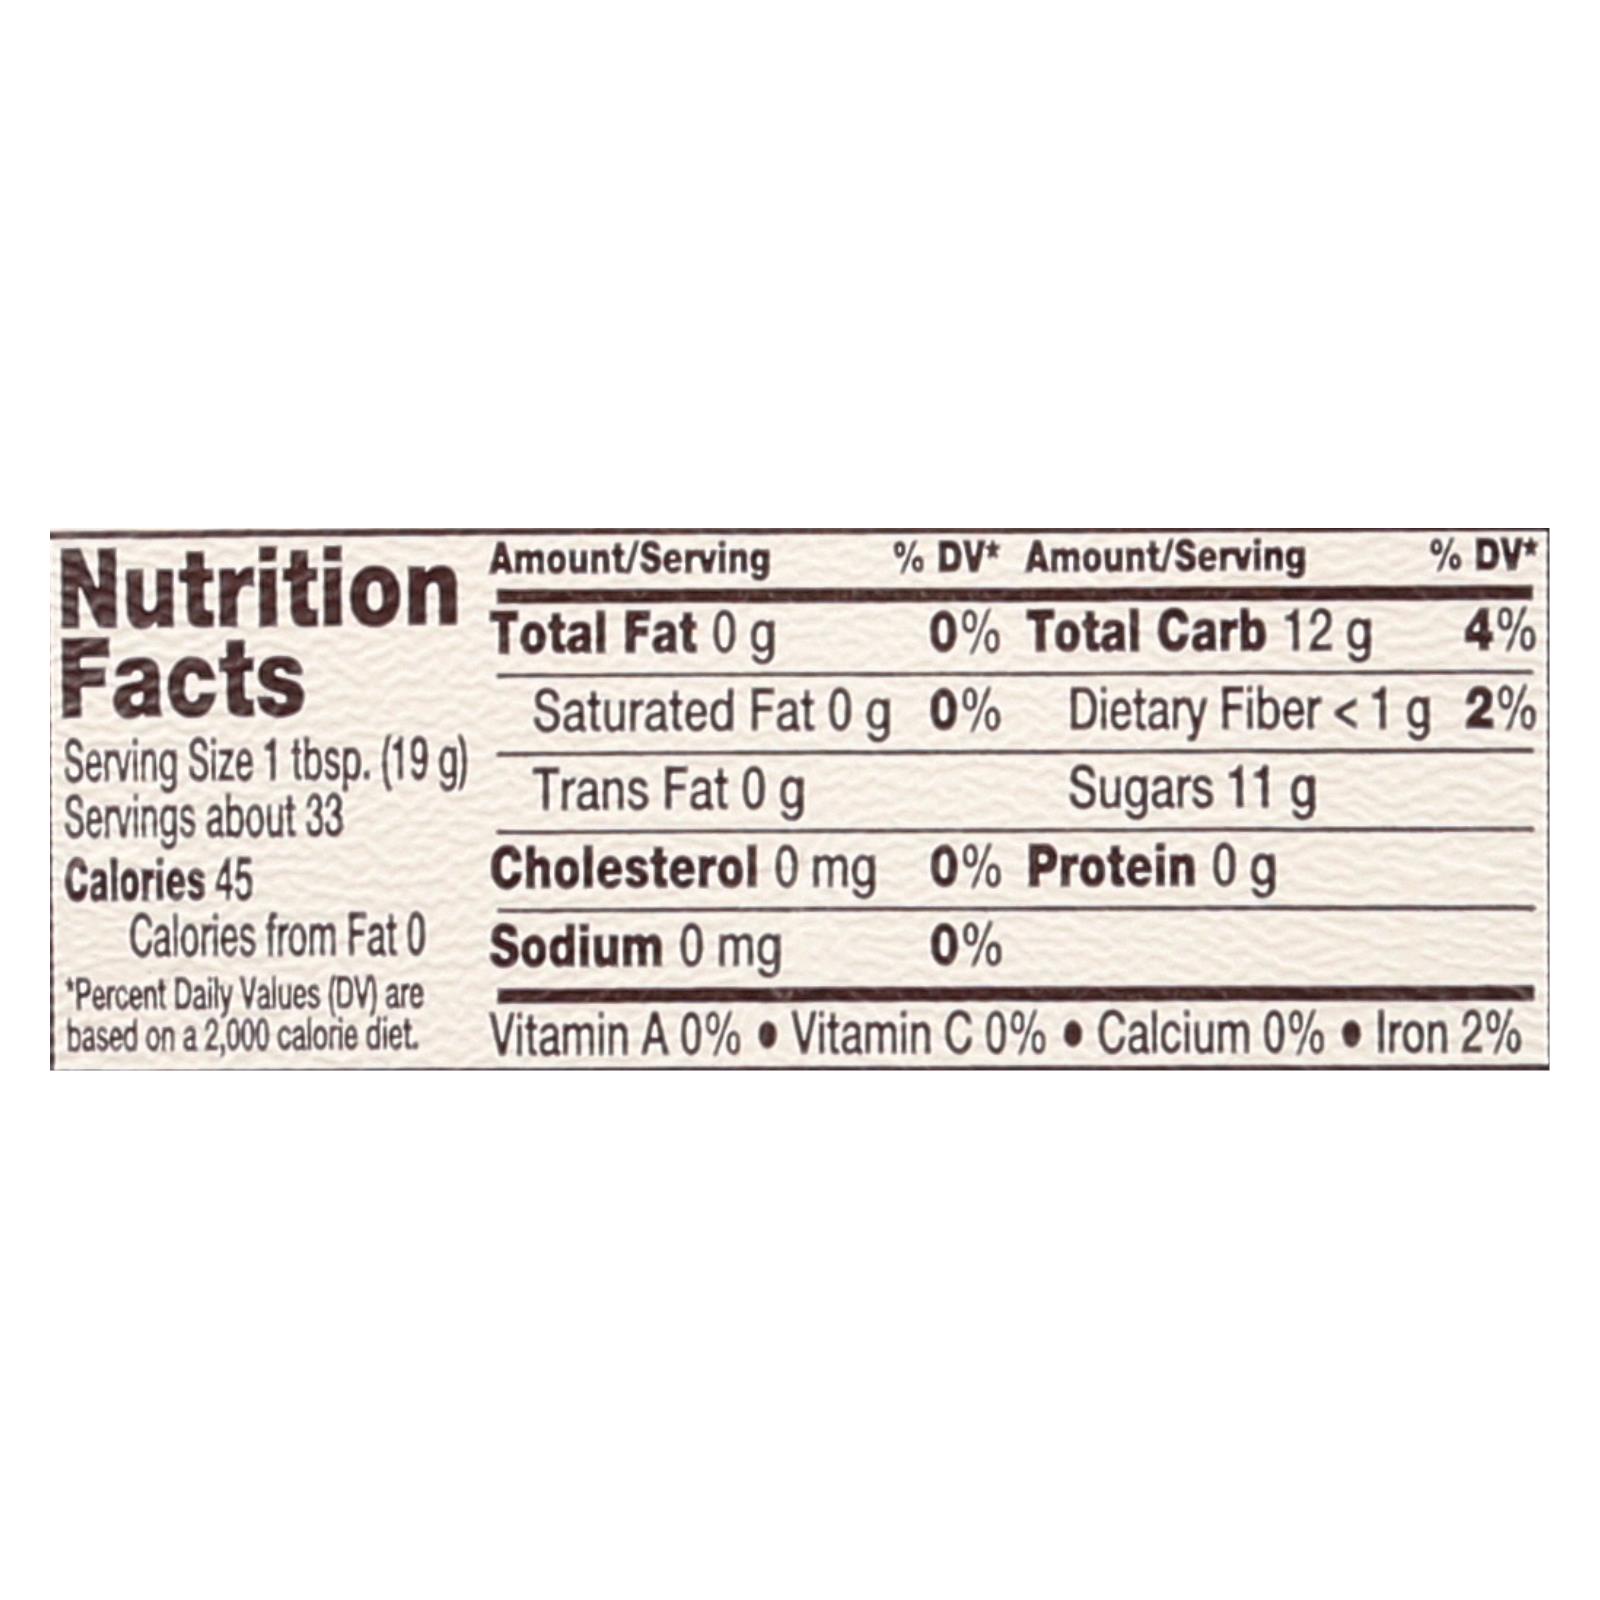 Nutrition
Facts
Serving Size 1 tbsp. (19 g)
Servings about 33
Calories 45
Calories from Fat 0
*Percent Daily Values (DV) are
based on a 2,000 calorie diet.
Amount/Serving % DV* Amount/Serving % DV*
Total Fat 0 g 0% Total Carb 12 g 4%
Saturated Fat 0 g 0% Dietary Fiber < 1 g 2%
Trans Fat 0 g Sugars 11 g
Cholesterol 0 mg 0% Protein 0 g
Sodium 0 mg 0%
Vitamin A 0% • Vitamin C 0% • Calcium 0% • Iron 2%